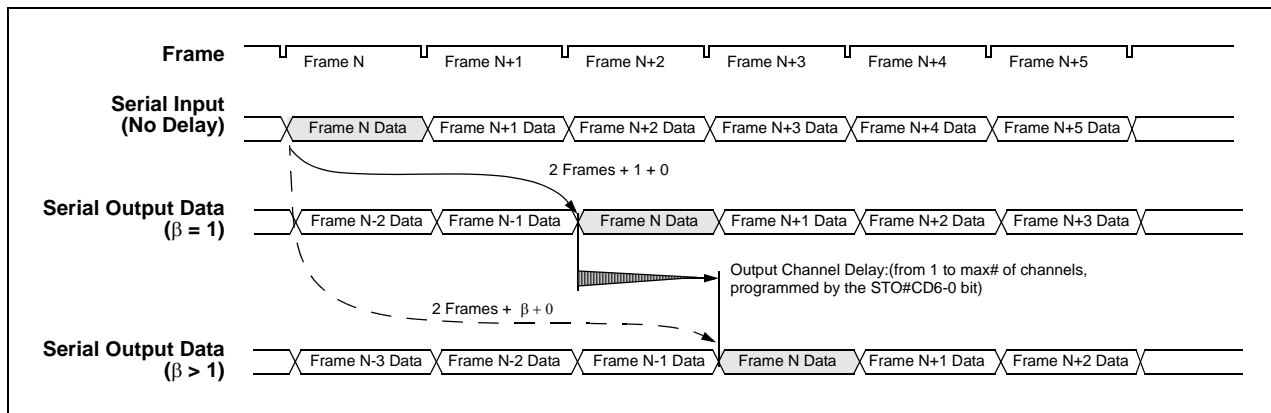 Frame
Frame N Frame N+1 Frame N+2 Frame N+3 Frame N+4 Frame N+5
Serial Input
(No Delay)
Frame N Data Frame N+1 Data Frame N+2 Data Frame N+3 Data Frame N+4 Data Frame N+5 Data
2 Frames + 1 + 0
Serial Output Data
(β = 1)
Frame N-2 Data Frame N-1 Data Frame N Data Frame N+1 Data Frame N+2 Data Frame N+3 Data
Output Channel Delay:(from 1 to max# of channels,
programmed by the STO#CD6-0 bit)
2 Frames + β + 0
Serial Output Data
(β > 1)
Frame N-3 Data Frame N-2 Data Frame N-1 Data Frame N Data Frame N+1 Data Frame N+2 Data